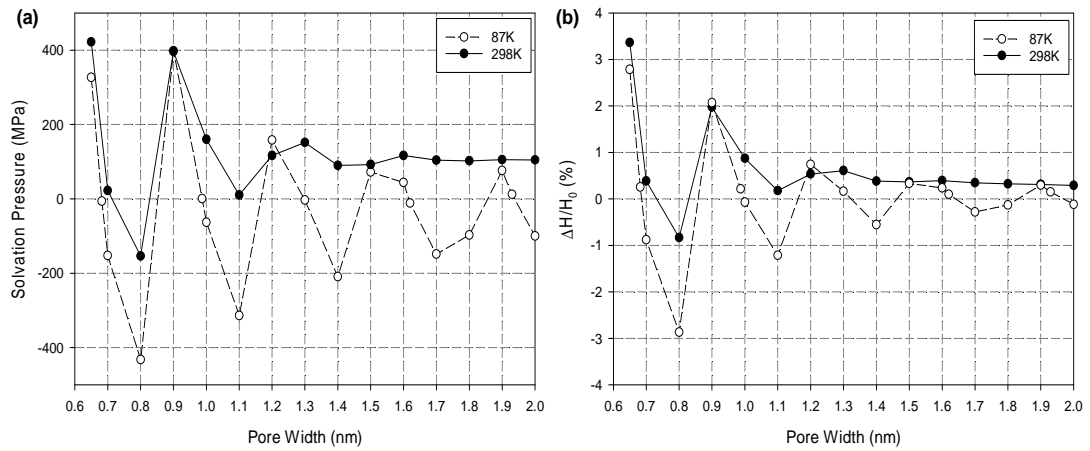 (a)
87K
298K
400
200
0
-200
-400
Solvation Pressure (MPa)
0.6 0.7 0.8 0.9 1.0 1.1 1.2 1.3 1.4 1.5 1.6 1.7 1.8 1.9 2.0
Pore Width (nm)
(b)
87K
298K
4
3
2
1
0
-1
-2
-3
-4
ΔH/H₀ (%)
0.6 0.7 0.8 0.9 1.0 1.1 1.2 1.3 1.4 1.5 1.6 1.7 1.8 1.9 2.0
Pore Width (nm)